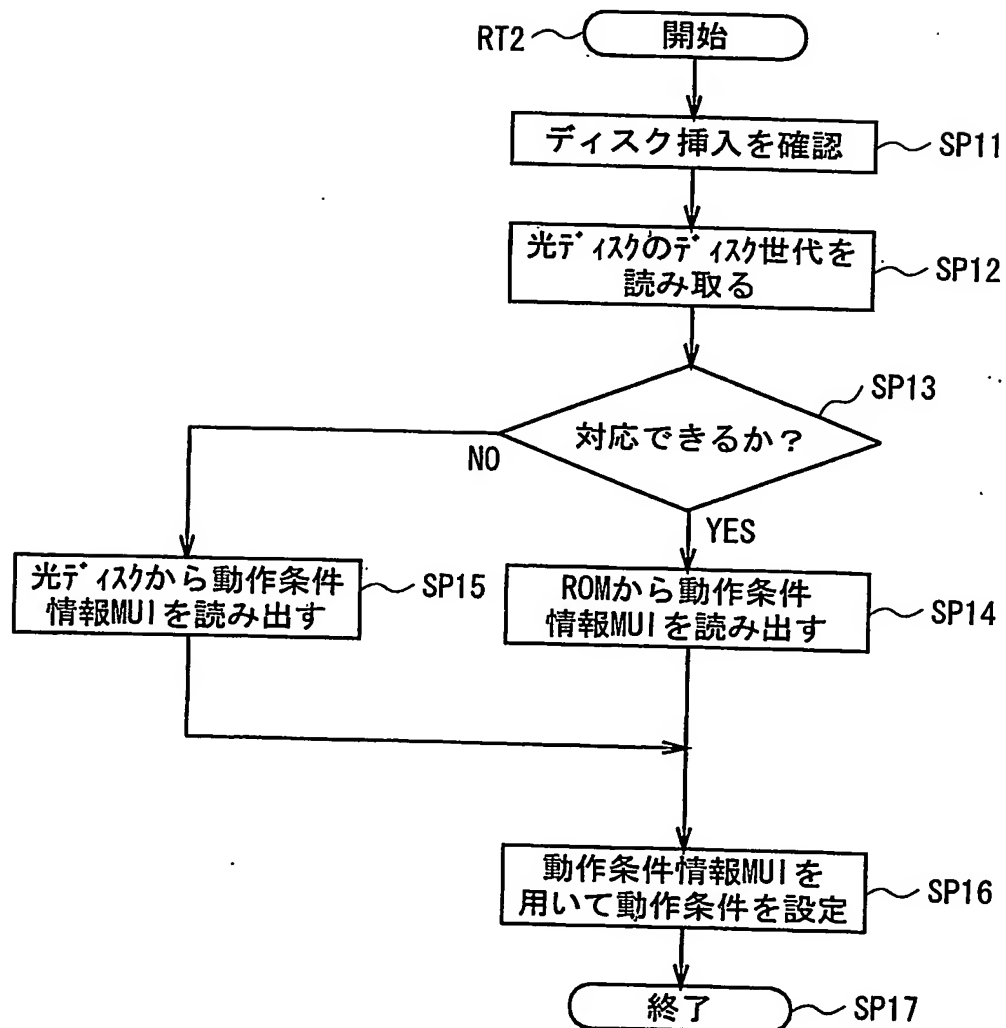 RT2
開始
ディスク挿入を確認
SP11
光ディスクのディスク世代を
読み取る
SP12
SP13
対応できるか?
NO
YES
光ディスクから動作条件
情報MUIを読み出す
SP15
ROMから動作条件
情報MUIを読み出す
SP14
動作条件情報MUIを
用いて動作条件を設定
SP16
終了
SP17